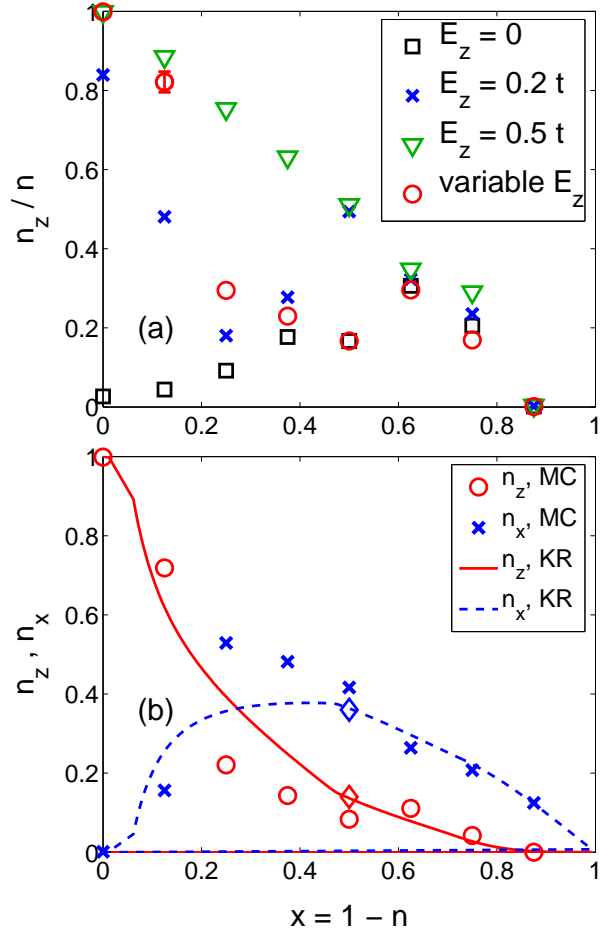 1
0.8
0.6
0.4
0.2
0
n_z / n
E_z = 0
E_z = 0.2 t
E_z = 0.5 t
variable E_z
(a)
0 0.2 0.4 0.6 0.8 1
1
0.8
0.6
0.4
0.2
0
n_z , n_x
n_z, MC
n_x, MC
n_z, KR
n_x, KR
(b)
0 0.2 0.4 0.6 0.8 1
x = 1 − n